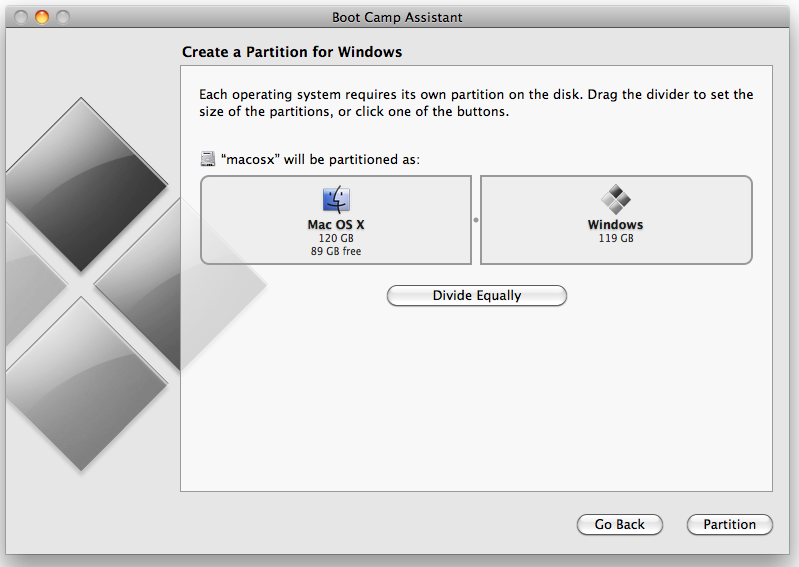 Boot Camp Assistant
Create a Partition for Windows
Each operating system requires its own partition on the disk. Drag the divider to set the
size of the partitions, or click one of the buttons.
“macosx” will be partitioned as:
Mac OS X
120 GB
89 GB free
Windows
119 GB
Divide Equally
Go Back
Partition